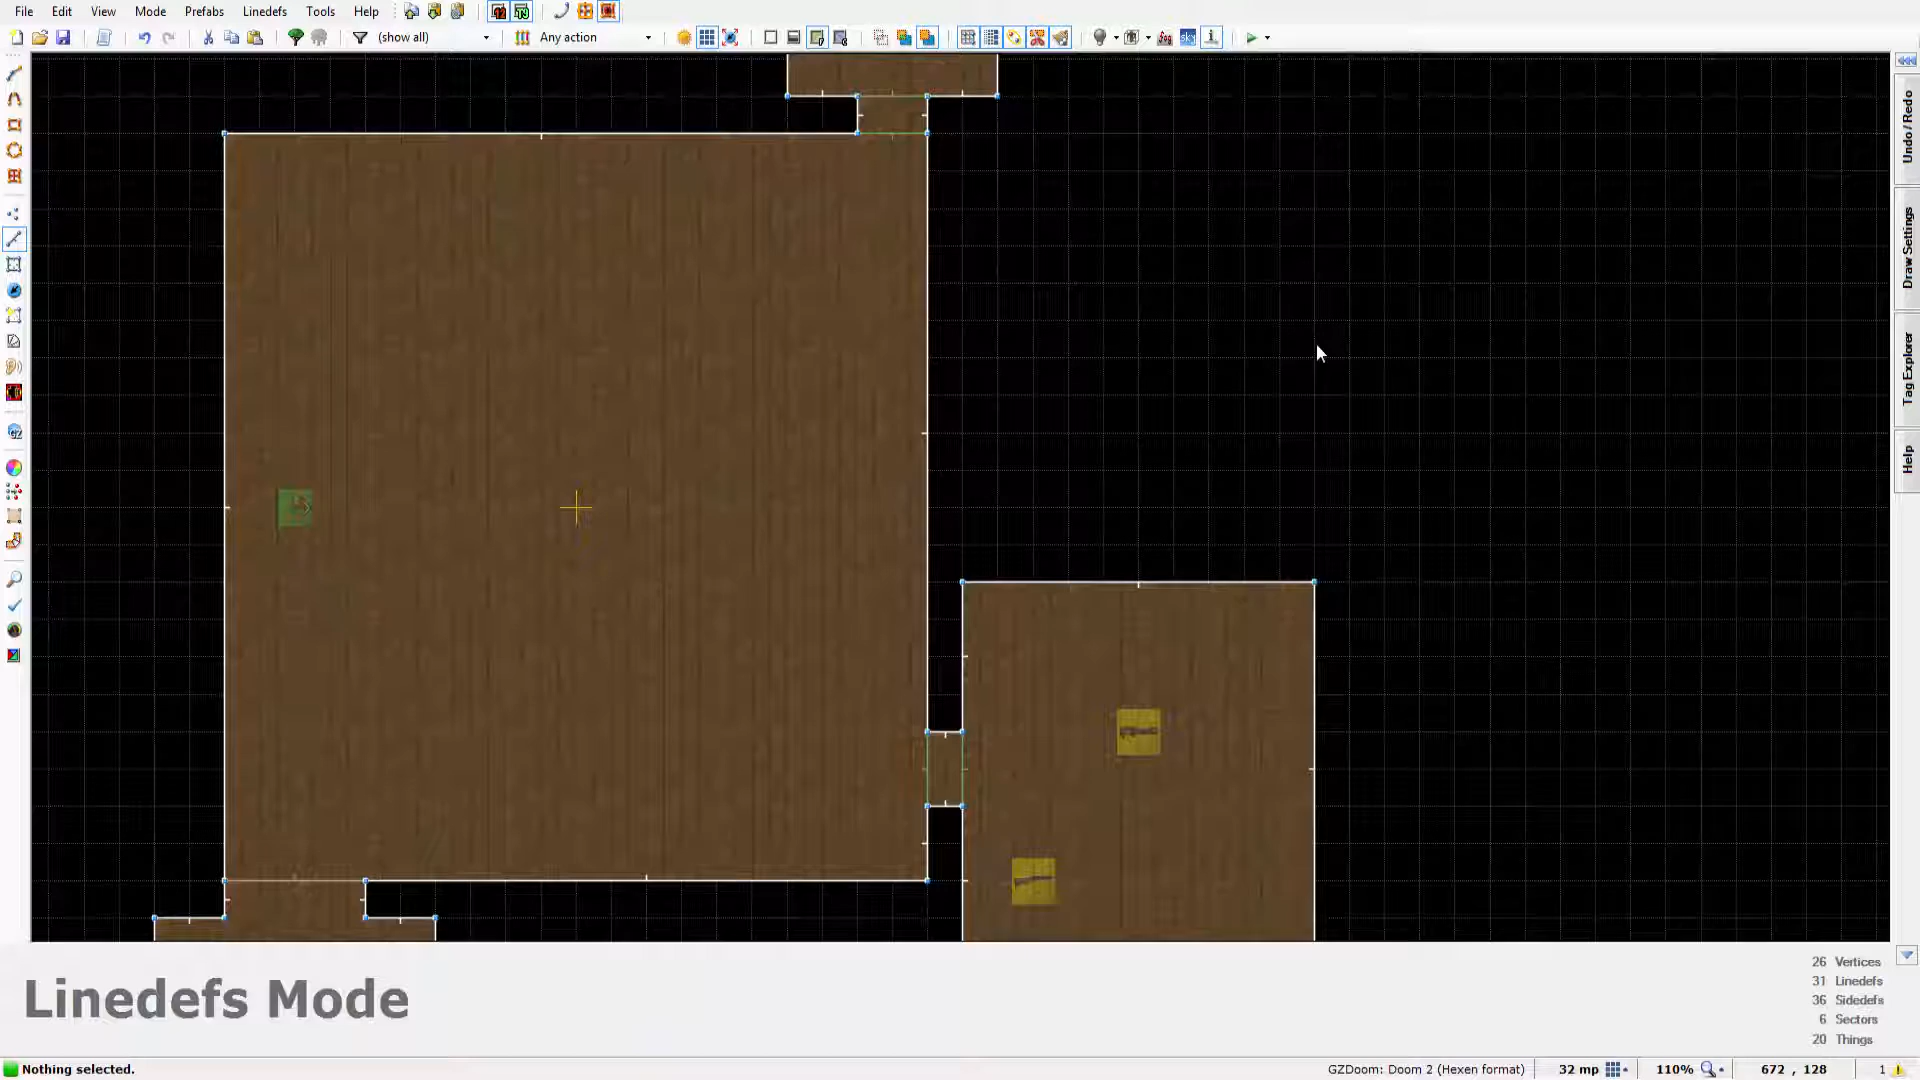 File Edit View Mode Prefabs Linedefs Tools Help
(show all) Any action
Undo / Redo
Draw Settings
Tag Explorer
Help
26 Vertices
31 Linedefs
Linedefs Mode
36 Sidedefs
6 Sectors
20 Things
Nothing selected. GZDoom: Doom 2 (Hexen format) 32 mp 110% 672 , 128 1